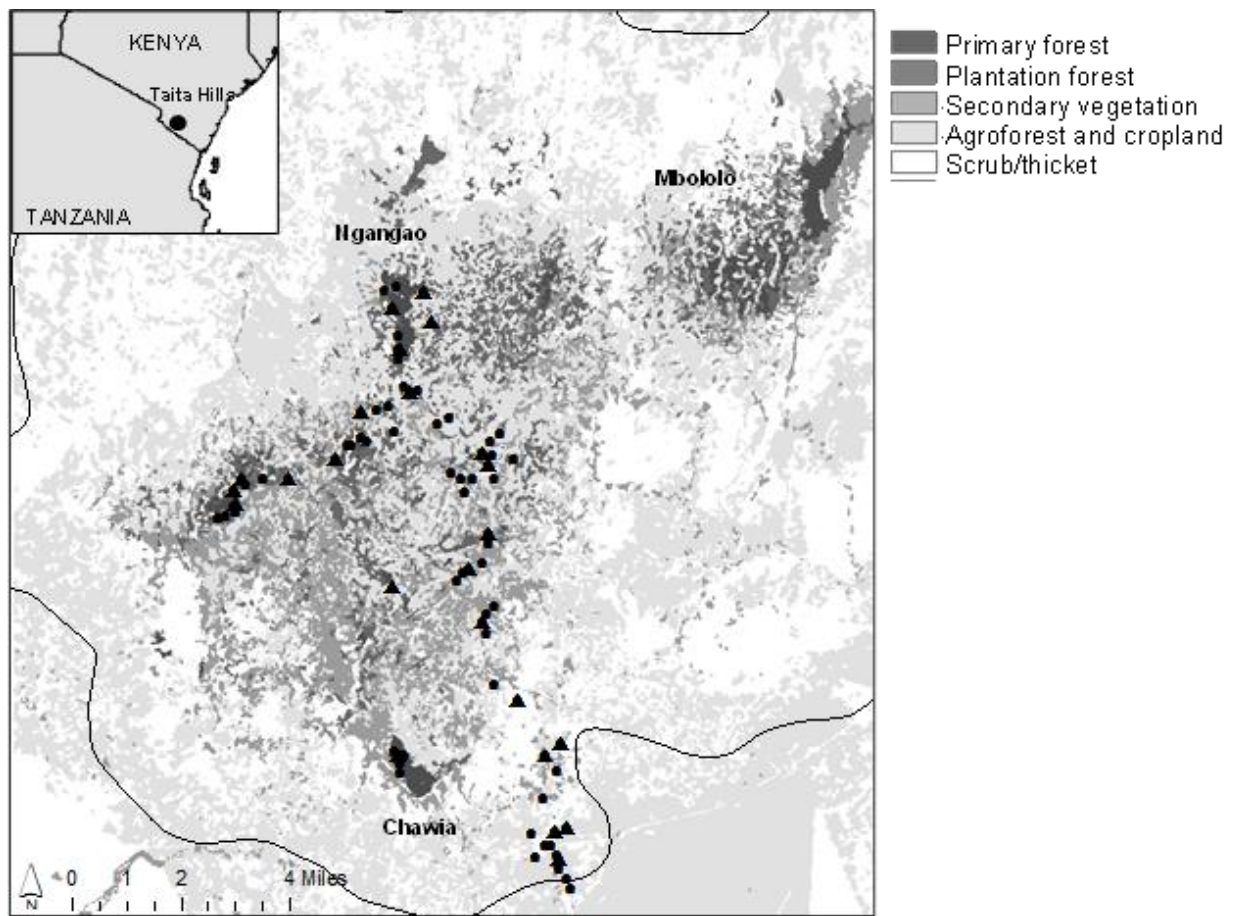 KENYA
Taita Hills
TANZANIA
Mbololo
Ngangao
Chawia
0 2 4 Miles
N
Primary forest
Plantation forest
Secondary vegetation
Agroforest and cropland
Scrub/thicket